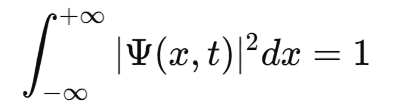 ∫_{-∞}^{+∞} |Ψ(x, t)|² dx = 1